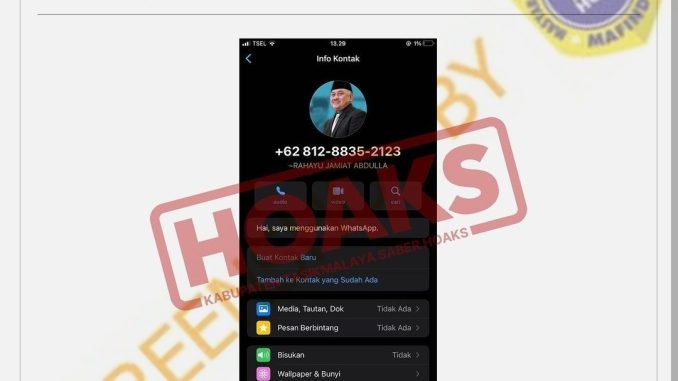 TSEL
13.29
1%
Info Kontak
+62 812-8835-2123
~RAHAYU JAMIAT ABDULLA
audio
video
cari
Hai, saya menggunakan WhatsApp.
HOAKS
KABUPATEN TASIKMALAYA SABER HOAKS
Buat Kontak Baru
Tambah ke Kontak yang Sudah Ada
Media, Tautan, Dok
Tidak Ada
Pesan Berbintang
Tidak Ada
Bisukan
Tidak
Wallpaper & Bunyi
BY
MAFINDO